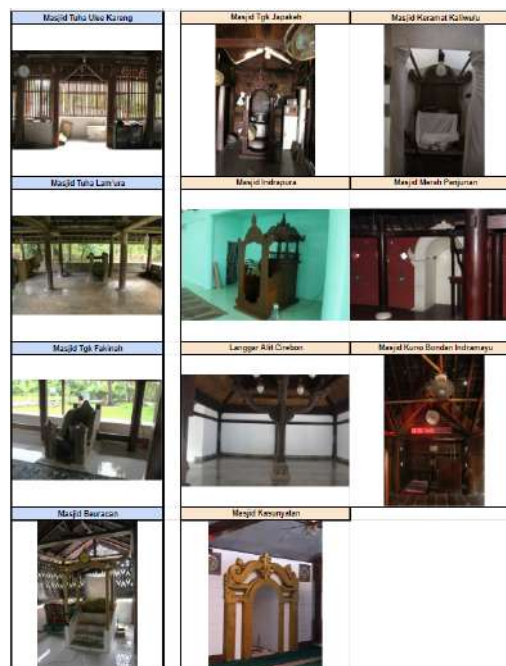 Masjid Tuha Ulee Kareng
Masjid Tgk Japakeh
Masjid Keramat Kaliwulu
Masjid Tuha Lam'ura
Masjid Indrapura
Masjid Merah Panjunan
Masjid Tgk Fakinah
Langgar Alit Cirebon
Masjid Kuno Bondan Indramayu
Masjid Beuracan
Masjid Kasunyatan